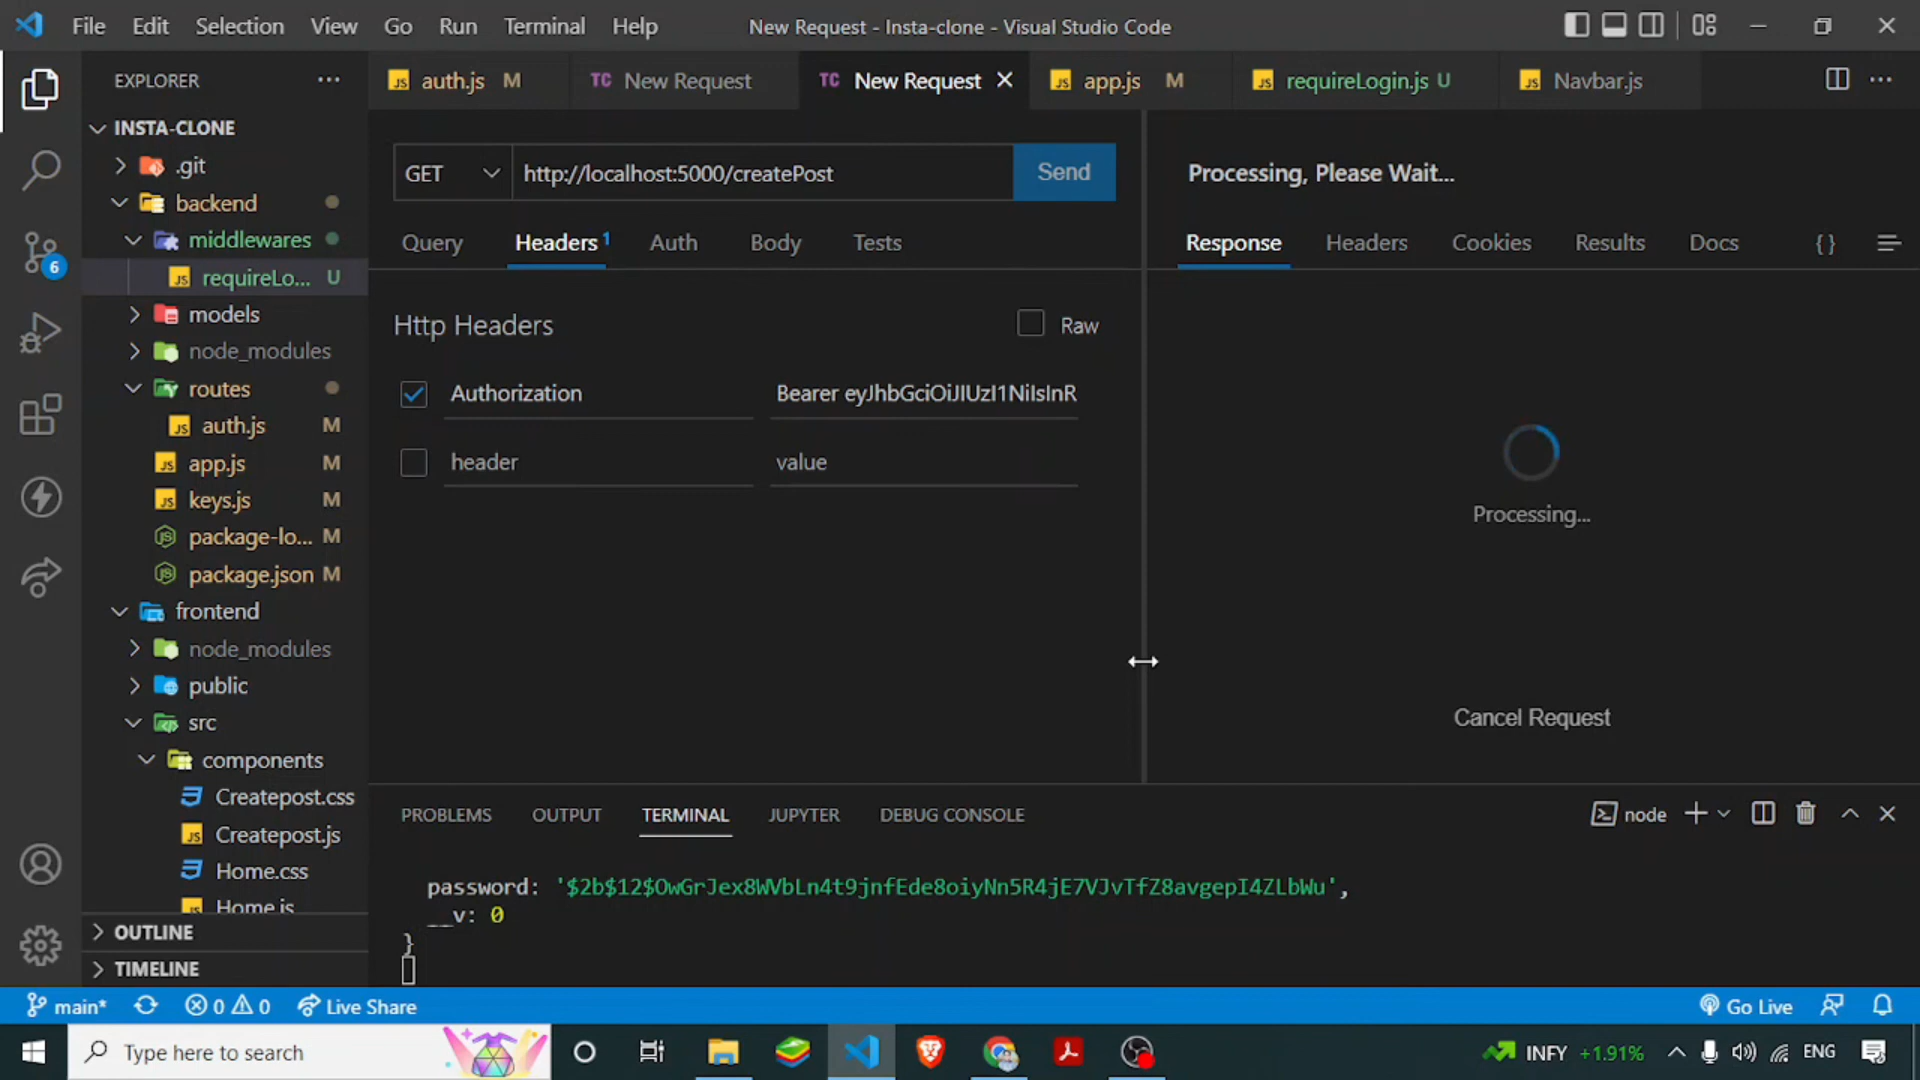 File Edit Selection View Go Run Terminal Help New Request - Insta-clone - Visual Studio Code
EXPLORER
auth.js M
TC New Request
TC New Request
app.js M
requireLogin.js U
Navbar.js
INSTA-CLONE
.git
backend
middlewares
requireLo... U
models
node_modules
routes
auth.js M
app.js M
keys.js M
package-lo... M
package.json M
frontend
node_modules
public
src
components
Createpost.css
Createpost.js
Home.css
Home.js
OUTLINE
TIMELINE
6
GET http://localhost:5000/createPost Send
Query Headers 1 Auth Body Tests
Http Headers Raw
Authorization Bearer eyJhbGciOiJIUzI1NiIsInR
header value
Processing, Please Wait...
Response Headers Cookies Results Docs { }
Processing...
Cancel Request
PROBLEMS OUTPUT TERMINAL JUPYTER DEBUG CONSOLE node
password: '$2b$12$OwGrJex8WVbLn4t9jnfEde8oiyNn5R4jE7VJvTfZ8avgepI4ZLbWu',
__v: 0
}
main* 0 0 Live Share Go Live
Type here to search INFY +1.91% ENG